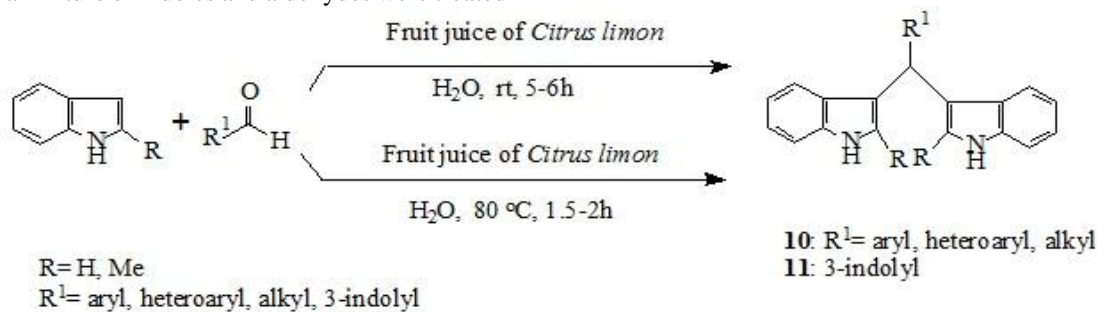 Fruit juice of Citrus limon
H₂O, rt, 5-6h
N
H
R
+
R¹
O
H
Fruit juice of Citrus limon
H₂O, 80 °C, 1.5-2h
R¹
N
H
R
R
N
H
R= H, Me
R¹= aryl, heteroaryl, alkyl, 3-indolyl
10: R¹= aryl, heteroaryl, alkyl
11: 3-indolyl